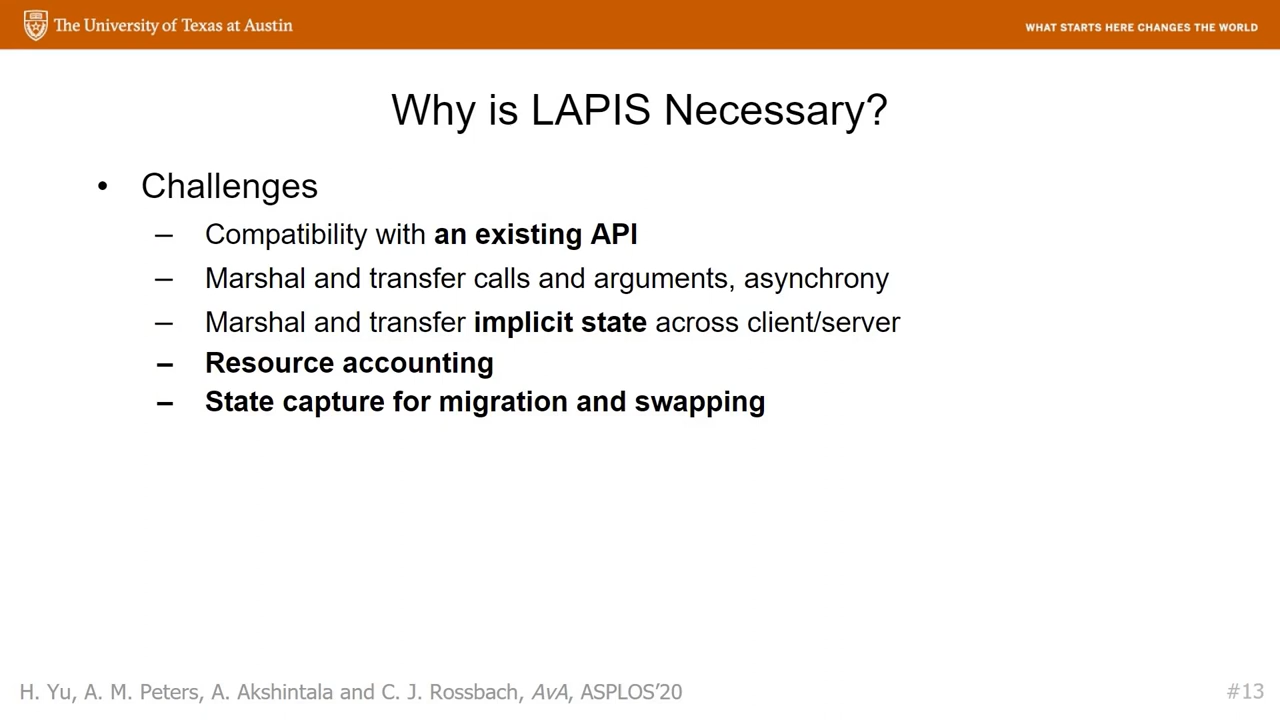 The University of Texas at Austin
WHAT STARTS HERE CHANGES THE WORLD
Why is LAPIS Necessary?
• Challenges
– Compatibility with an existing API
– Marshal and transfer calls and arguments, asynchrony
– Marshal and transfer implicit state across client/server
– Resource accounting
– State capture for migration and swapping
H. Yu, A. M. Peters, A. Akshintala and C. J. Rossbach, AvA, ASPLOS’20
#13